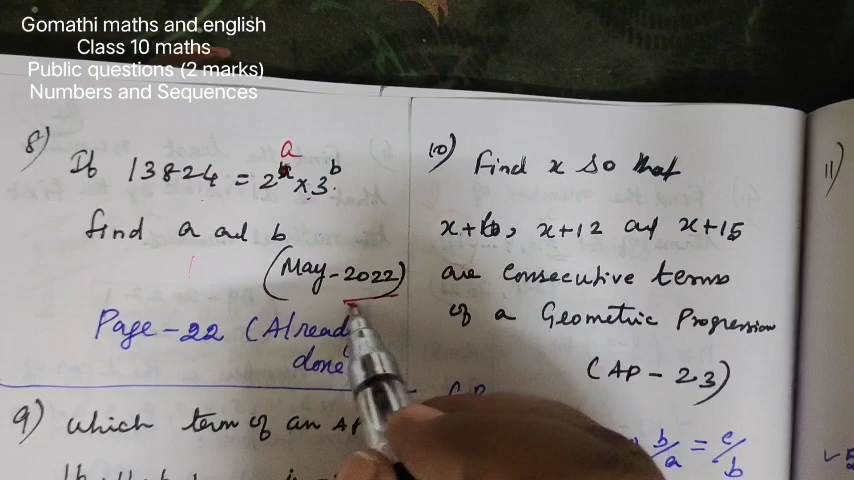 Gomathi maths and english
Class 10 maths
Public questions (2 marks)
Numbers and Sequences
8) If 13824 = 2^a × 3^b
find a and b
(May-2022)
Page - 22 (Already
done
9) which term of an AP
10) Find x so that
x+6, x+12 and x+15
are consecutive terms
of a Geometric Progression
(AP - 23)
b/a = c/b
11)